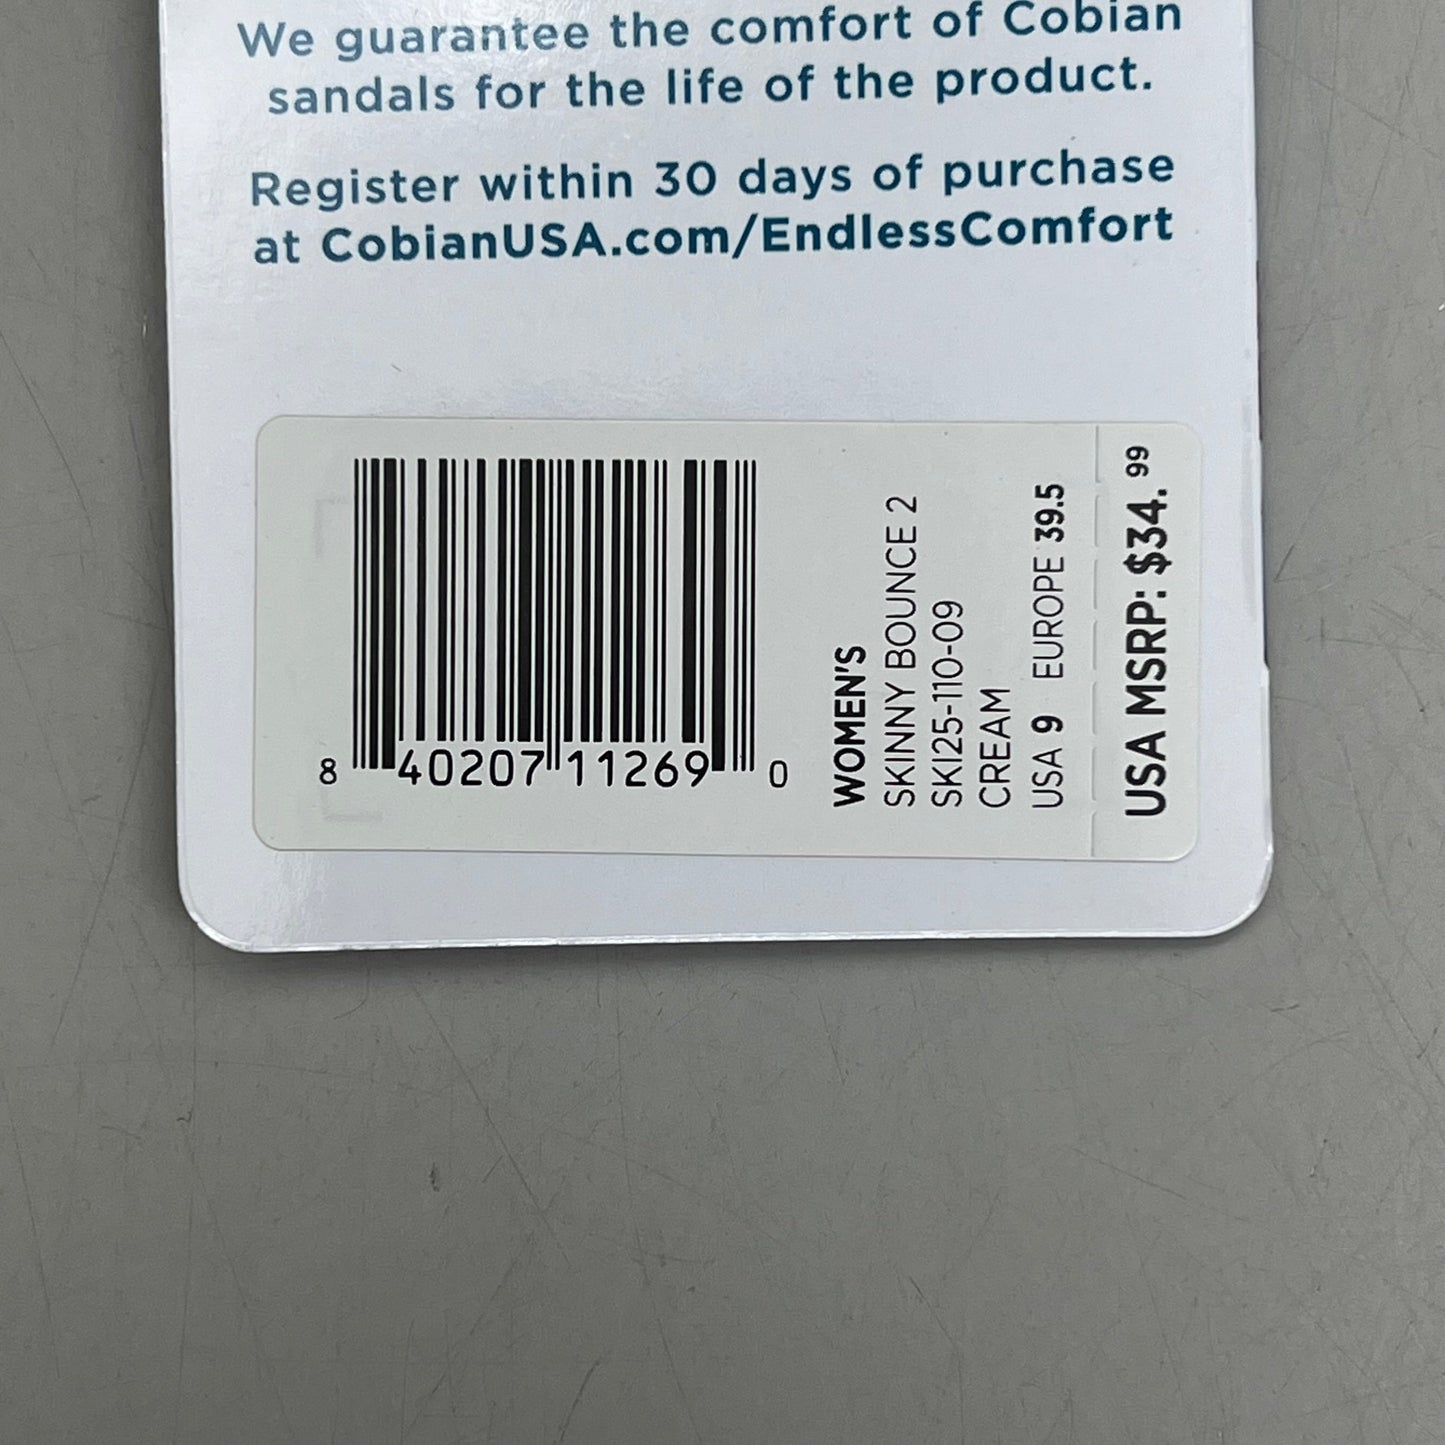 We guarantee the comfort of Cobian
sandals for the life of the product.
Register within 30 days of purchase
at CobianUSA.com/EndlessComfort
8 40207 11269 0
WOMEN'S
SKINNY BOUNCE 2
SKI25-110-09
CREAM
USA 9 EUROPE 39.5
USA MSRP: $34.99